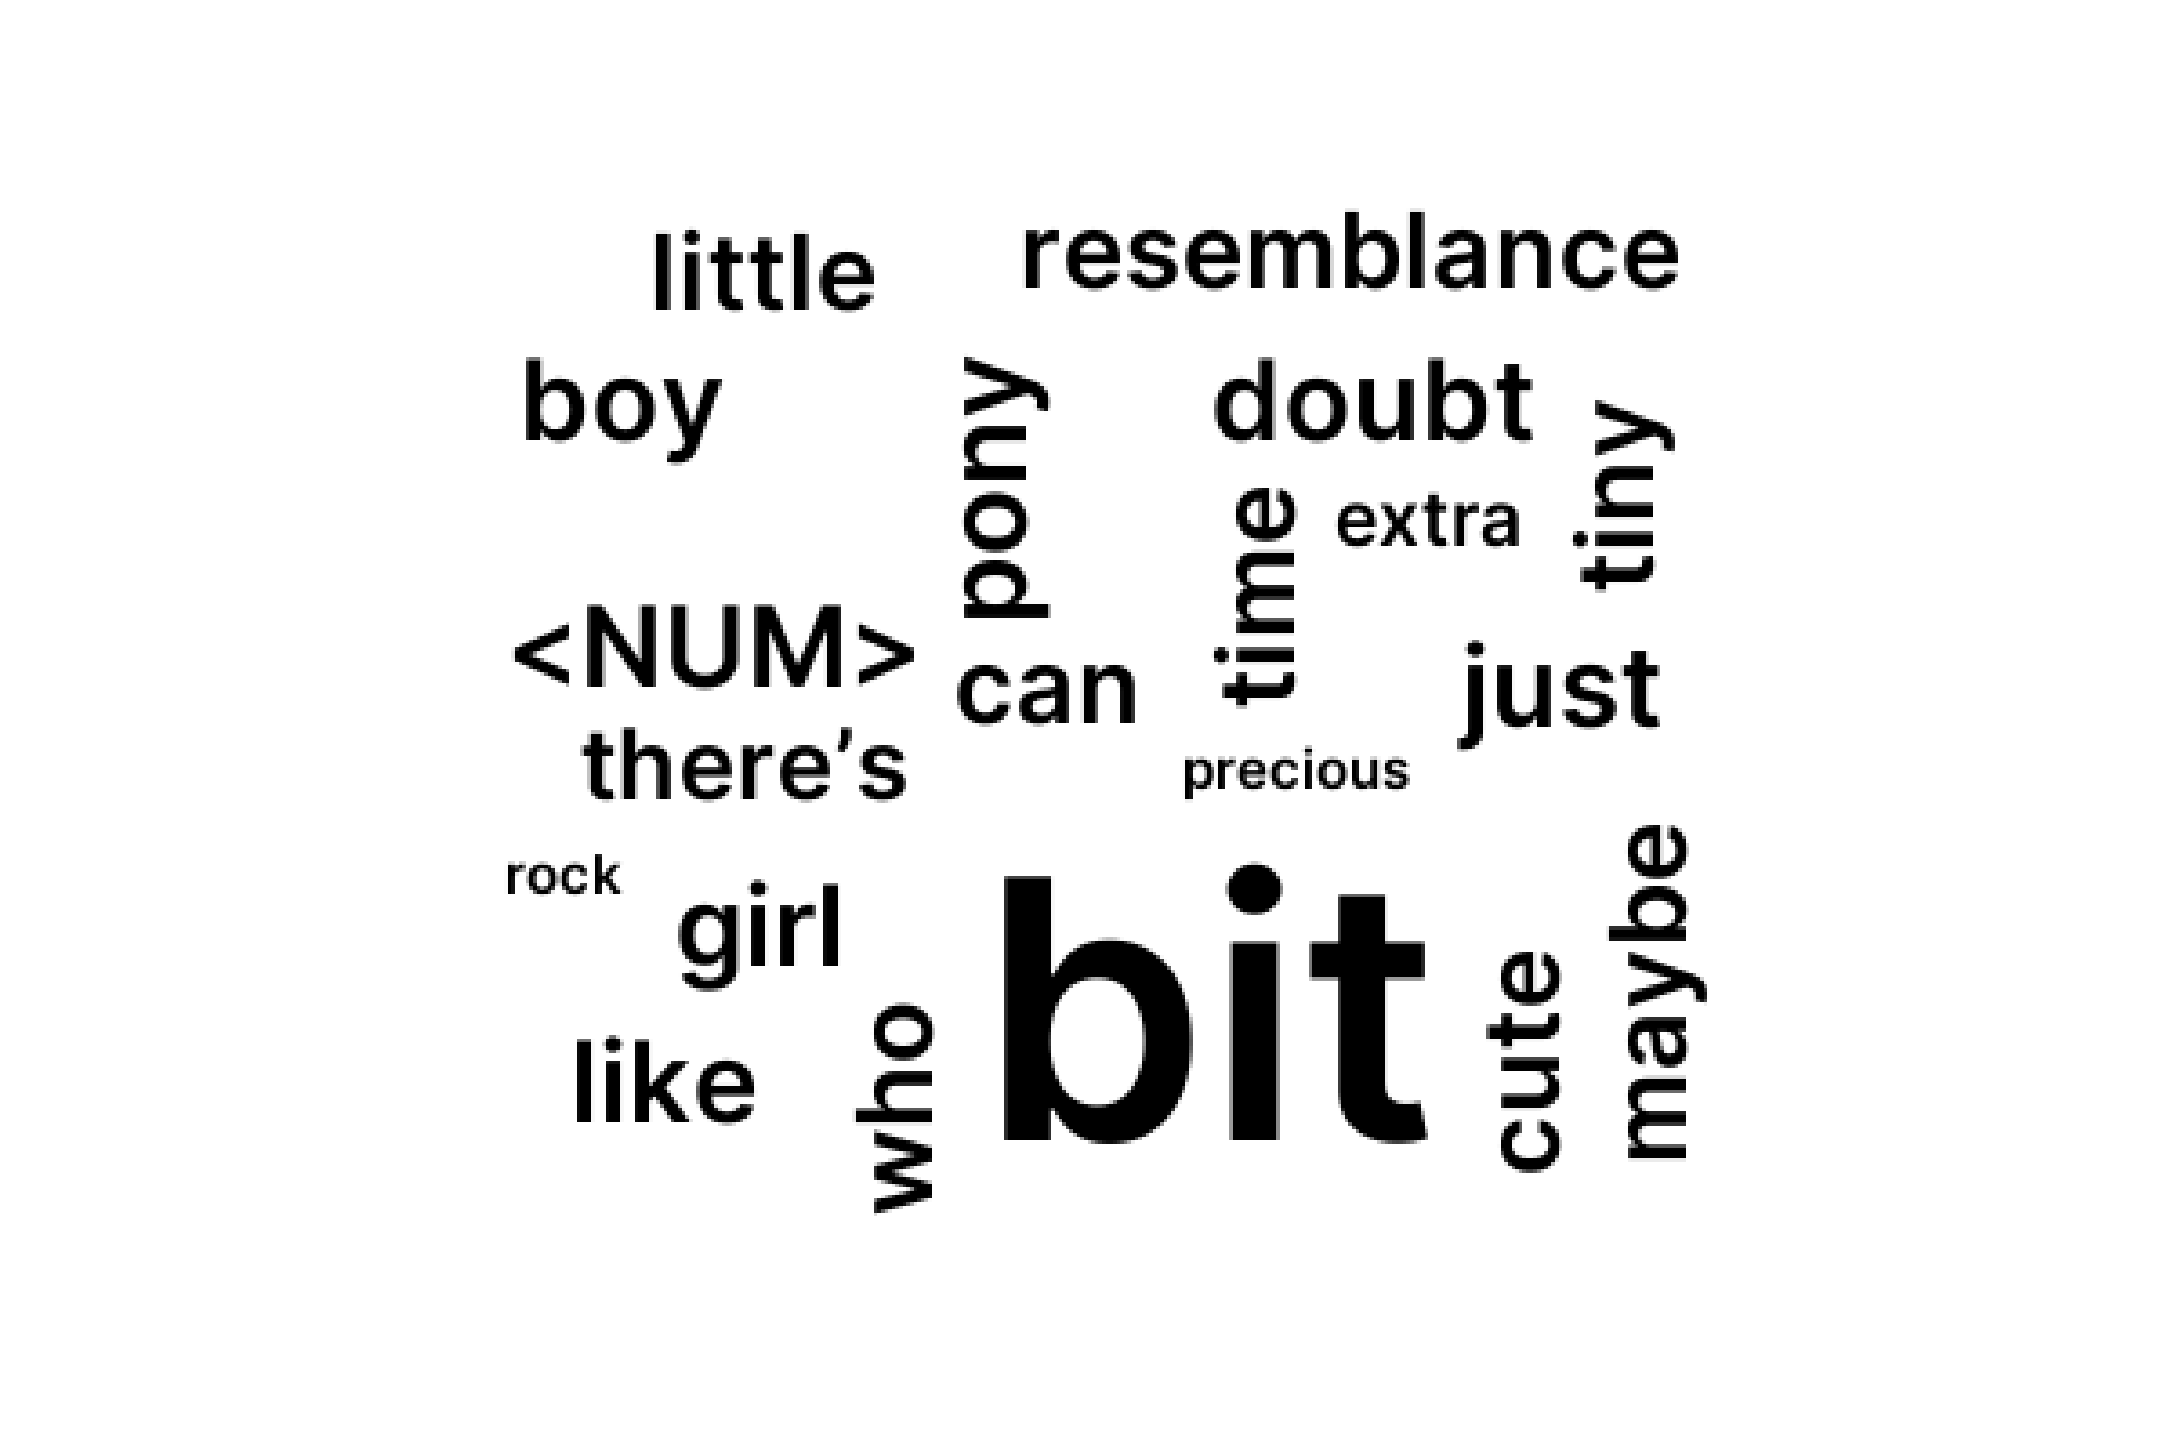 little
resemblance
boy
pony
doubt
tiny
time
extra
<NUM>
can
just
there’s
precious
rock
girl
bit
maybe
cute
like
who